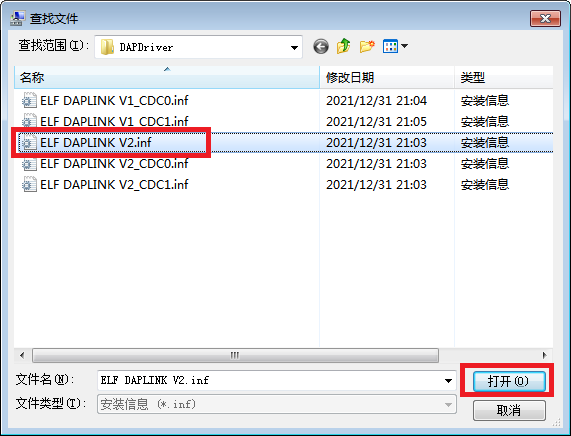 查找文件
查找范围(I): DAPDriver
名称 修改日期 类型
ELF DAPLINK V1_CDC0.inf 2021/12/31 21:04 安装信息
ELF DAPLINK V1_CDC1.inf 2021/12/31 21:05 安装信息
ELF DAPLINK V2.inf 2021/12/31 21:03 安装信息
ELF DAPLINK V2_CDC0.inf 2021/12/31 21:03 安装信息
ELF DAPLINK V2_CDC1.inf 2021/12/31 21:03 安装信息
文件名(N): ELF DAPLINK V2.inf 打开(O)
文件类型(T): 安装信息 (*.inf) 取消